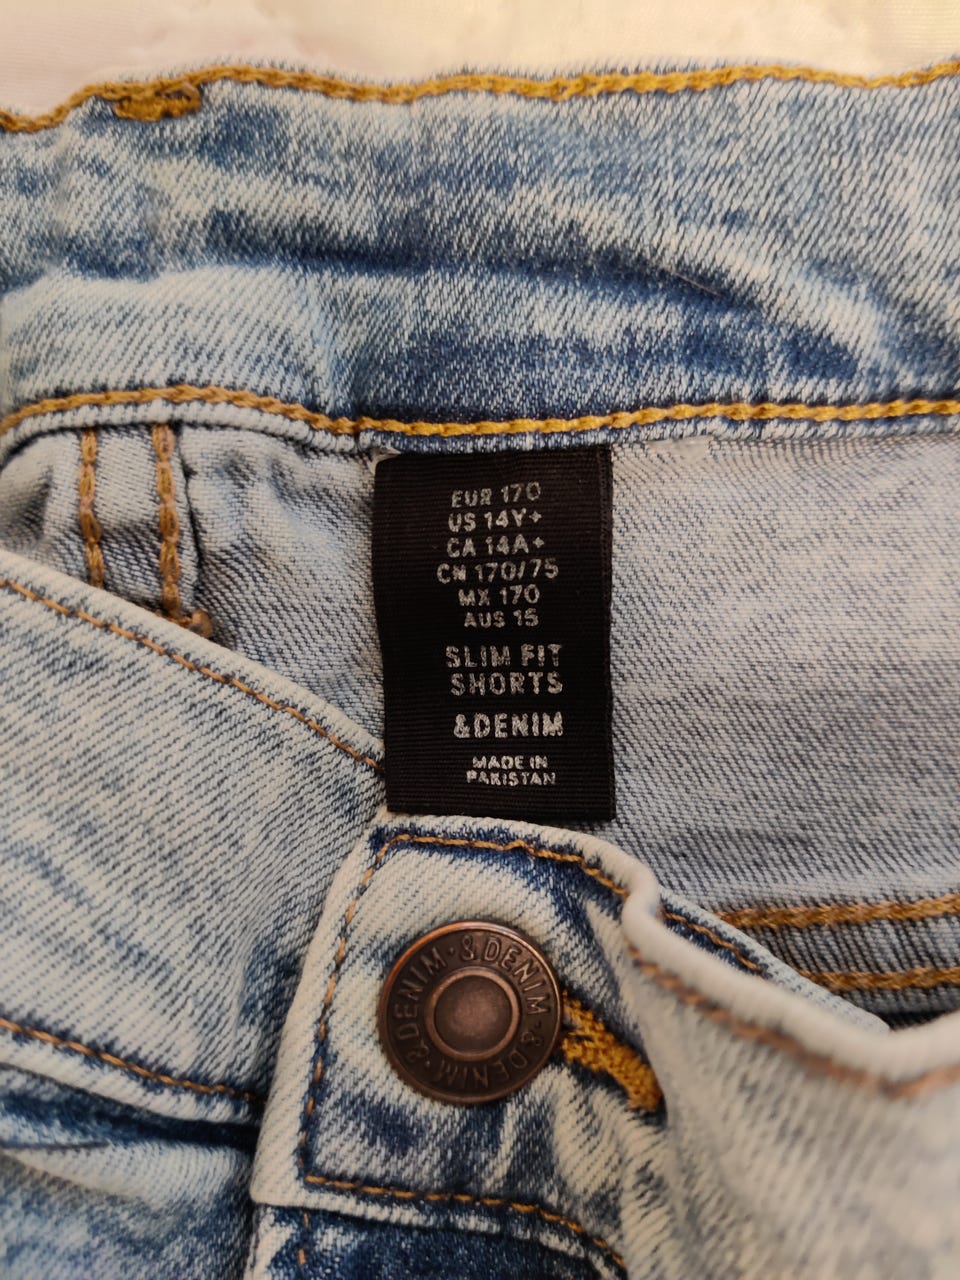 EUR 170
US 14Y+
CA 14A+
CN 170/75
MX 170
AUS 15
SLIM FIT
SHORTS
&DENIM
MADE IN
PAKISTAN
&DENIM · &DENIM · &DENIM ·